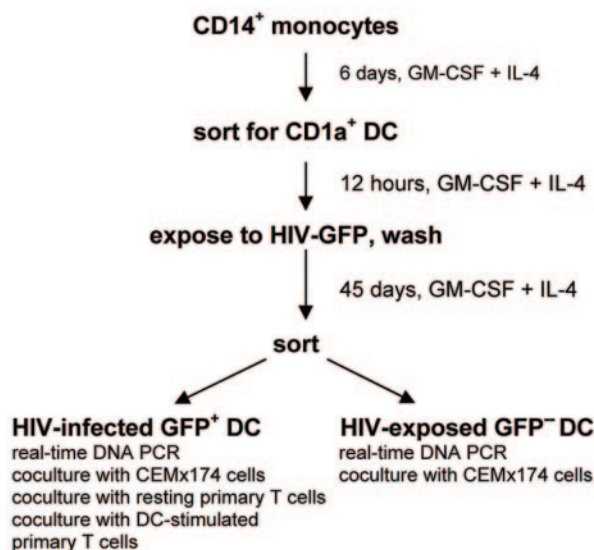 CD14⁺ monocytes
6 days, GM-CSF + IL-4
sort for CD1a⁺ DC
12 hours, GM-CSF + IL-4
expose to HIV-GFP, wash
45 days, GM-CSF + IL-4
sort
HIV-infected GFP⁺ DC
real-time DNA PCR
coculture with CEMx174 cells
coculture with resting primary T cells
coculture with DC-stimulated
primary T cells
HIV-exposed GFP⁻ DC
real-time DNA PCR
coculture with CEMx174 cells